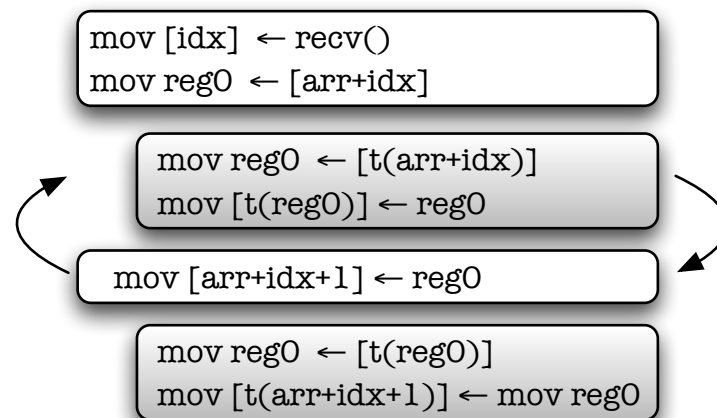 mov [idx] ← recv()
mov reg0 ← [arr+idx]
mov reg0 ← [t(arr+idx)]
mov [t(reg0)] ← reg0
mov [arr+idx+1] ← reg0
mov reg0 ← [t(reg0)]
mov [t(arr+idx+1)] ← mov reg0